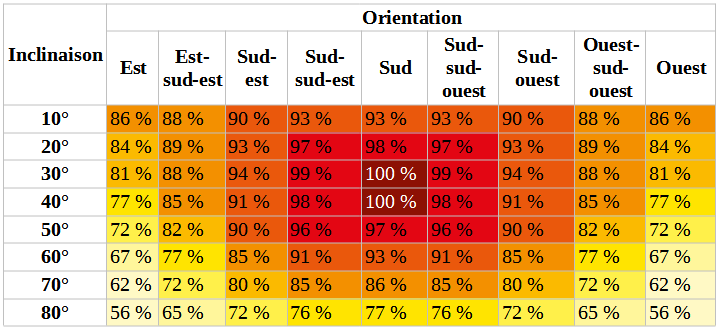 Orientation
Inclinaison
Est
Est-
sud-est
Sud-
est
Sud-
sud-est
Sud
Sud-
sud-
ouest
Sud-
ouest
Ouest-
sud-
ouest
Ouest
10° 86 % 88 % 90 % 93 % 93 % 93 % 90 % 88 % 86 %
20° 84 % 89 % 93 % 97 % 98 % 97 % 93 % 89 % 84 %
30° 81 % 88 % 94 % 99 % 100 % 99 % 94 % 88 % 81 %
40° 77 % 85 % 91 % 98 % 100 % 98 % 91 % 85 % 77 %
50° 72 % 82 % 90 % 96 % 97 % 96 % 90 % 82 % 72 %
60° 67 % 77 % 85 % 91 % 93 % 91 % 85 % 77 % 67 %
70° 62 % 72 % 80 % 85 % 86 % 85 % 80 % 72 % 62 %
80° 56 % 65 % 72 % 76 % 77 % 76 % 72 % 65 % 56 %